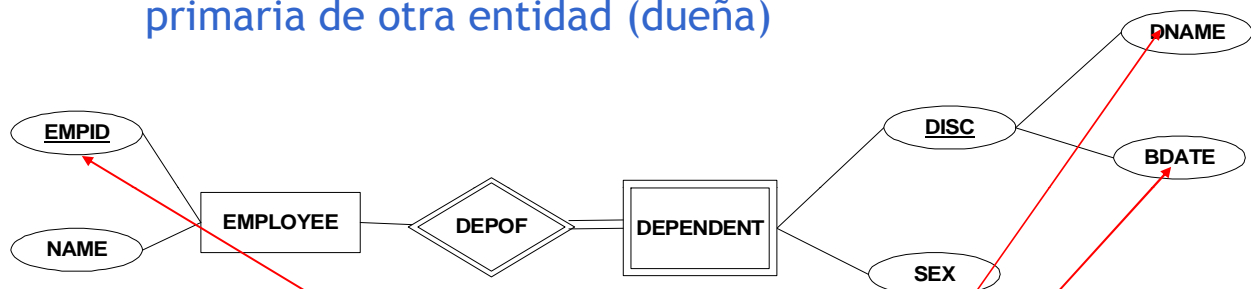 primaria de otra entidad (dueña)
DNAME
EMPID
DISC
BDATE
EMPLOYEE
DEPOF
DEPENDENT
NAME
SEX